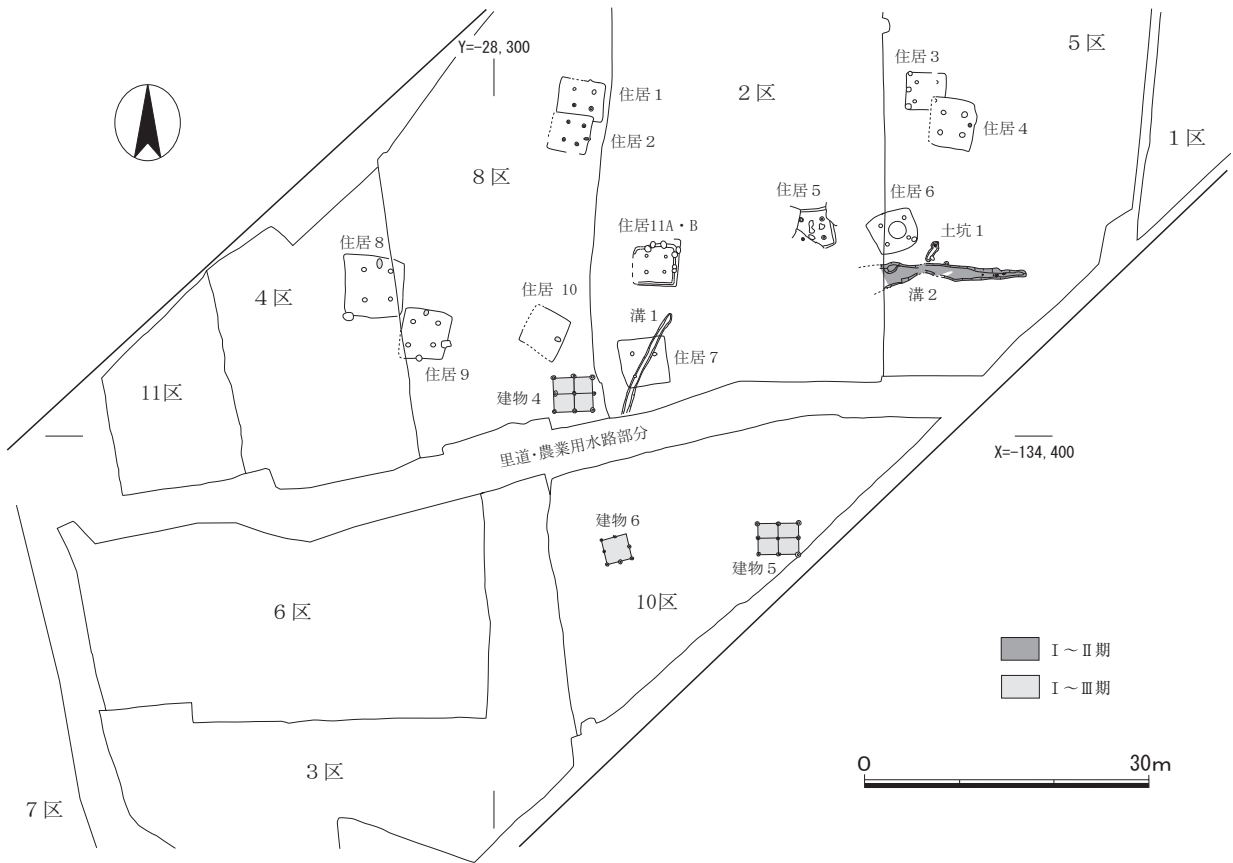 Y=-28,300
5区
住居3
2区
住居1
住居4
1区
住居2
8区
住居5
住居6
住居11A・B
土坑1
住居8
4区
住居10
溝2
溝1
住居7
住居9
11区
建物4
里道・農業用水路部分
X=-134,400
建物6
建物5
10区
6区
Ⅰ～Ⅱ期
Ⅰ～Ⅲ期
0 30m
3区
7区